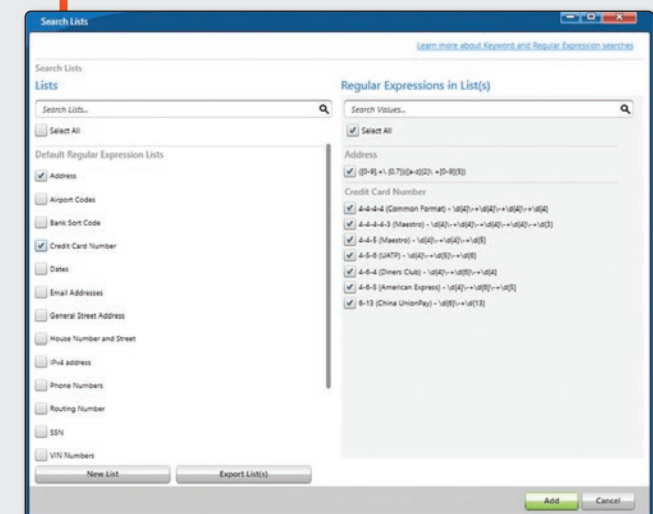 Search Lists
Learn more about Keyword and Regular Expression searches
Search Lists
Lists
Search Lists...
Select All
Default Regular Expression Lists
Address
Airport Codes
Bank Sort Code
Credit Card Number
Dates
Email Addresses
General Street Address
House Number and Street
IPv4 address
Phone Numbers
Routing Number
SSN
VIN Numbers
New List
Export List(s)
Regular Expressions in List(s)
Search Values...
Select All
Address
Credit Card Number
4-4-4-4 (Common Format) - \d{4}\-+\d{4}\-+\d{4}\-+\d{4}
4-4-4-4-3 (Maestro) - \d{4}\-+\d{4}\-+\d{4}\-+\d{4}\-+\d{3}
4-4-5 (Maestro) - \d{4}\-+\d{4}\-+\d{5}
4-5-6 (UATP) - \d{4}\-+\d{5}\-+\d{6}
4-6-4 (Diners Club) - \d{4}\-+\d{6}\-+\d{4}
4-6-5 (American Express) - \d{4}\-+\d{6}\-+\d{5}
6-13 (China UnionPay) - \d{6}\-+\d{13}
Add
Cancel